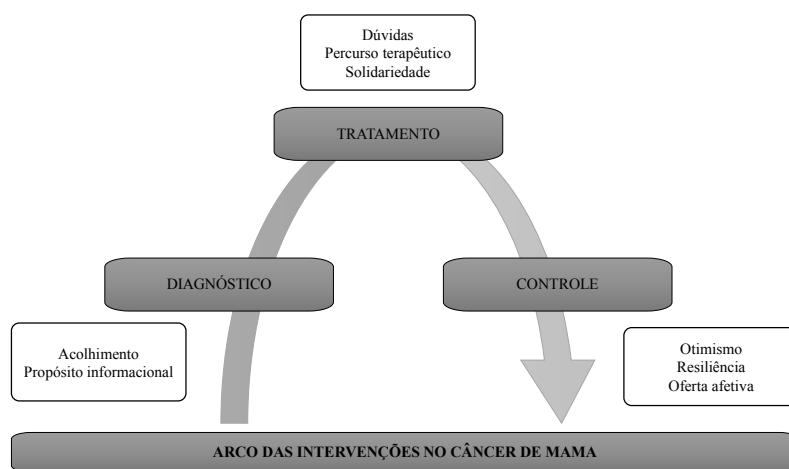 Dúvidas
Percurso terapêutico
Solidariedade
TRATAMENTO
DIAGNÓSTICO
CONTROLE
Acolhimento
Propósito informacional
Otimismo
Resiliência
Oferta afetiva
ARCO DAS INTERVENÇÕES NO CÂNCER DE MAMA